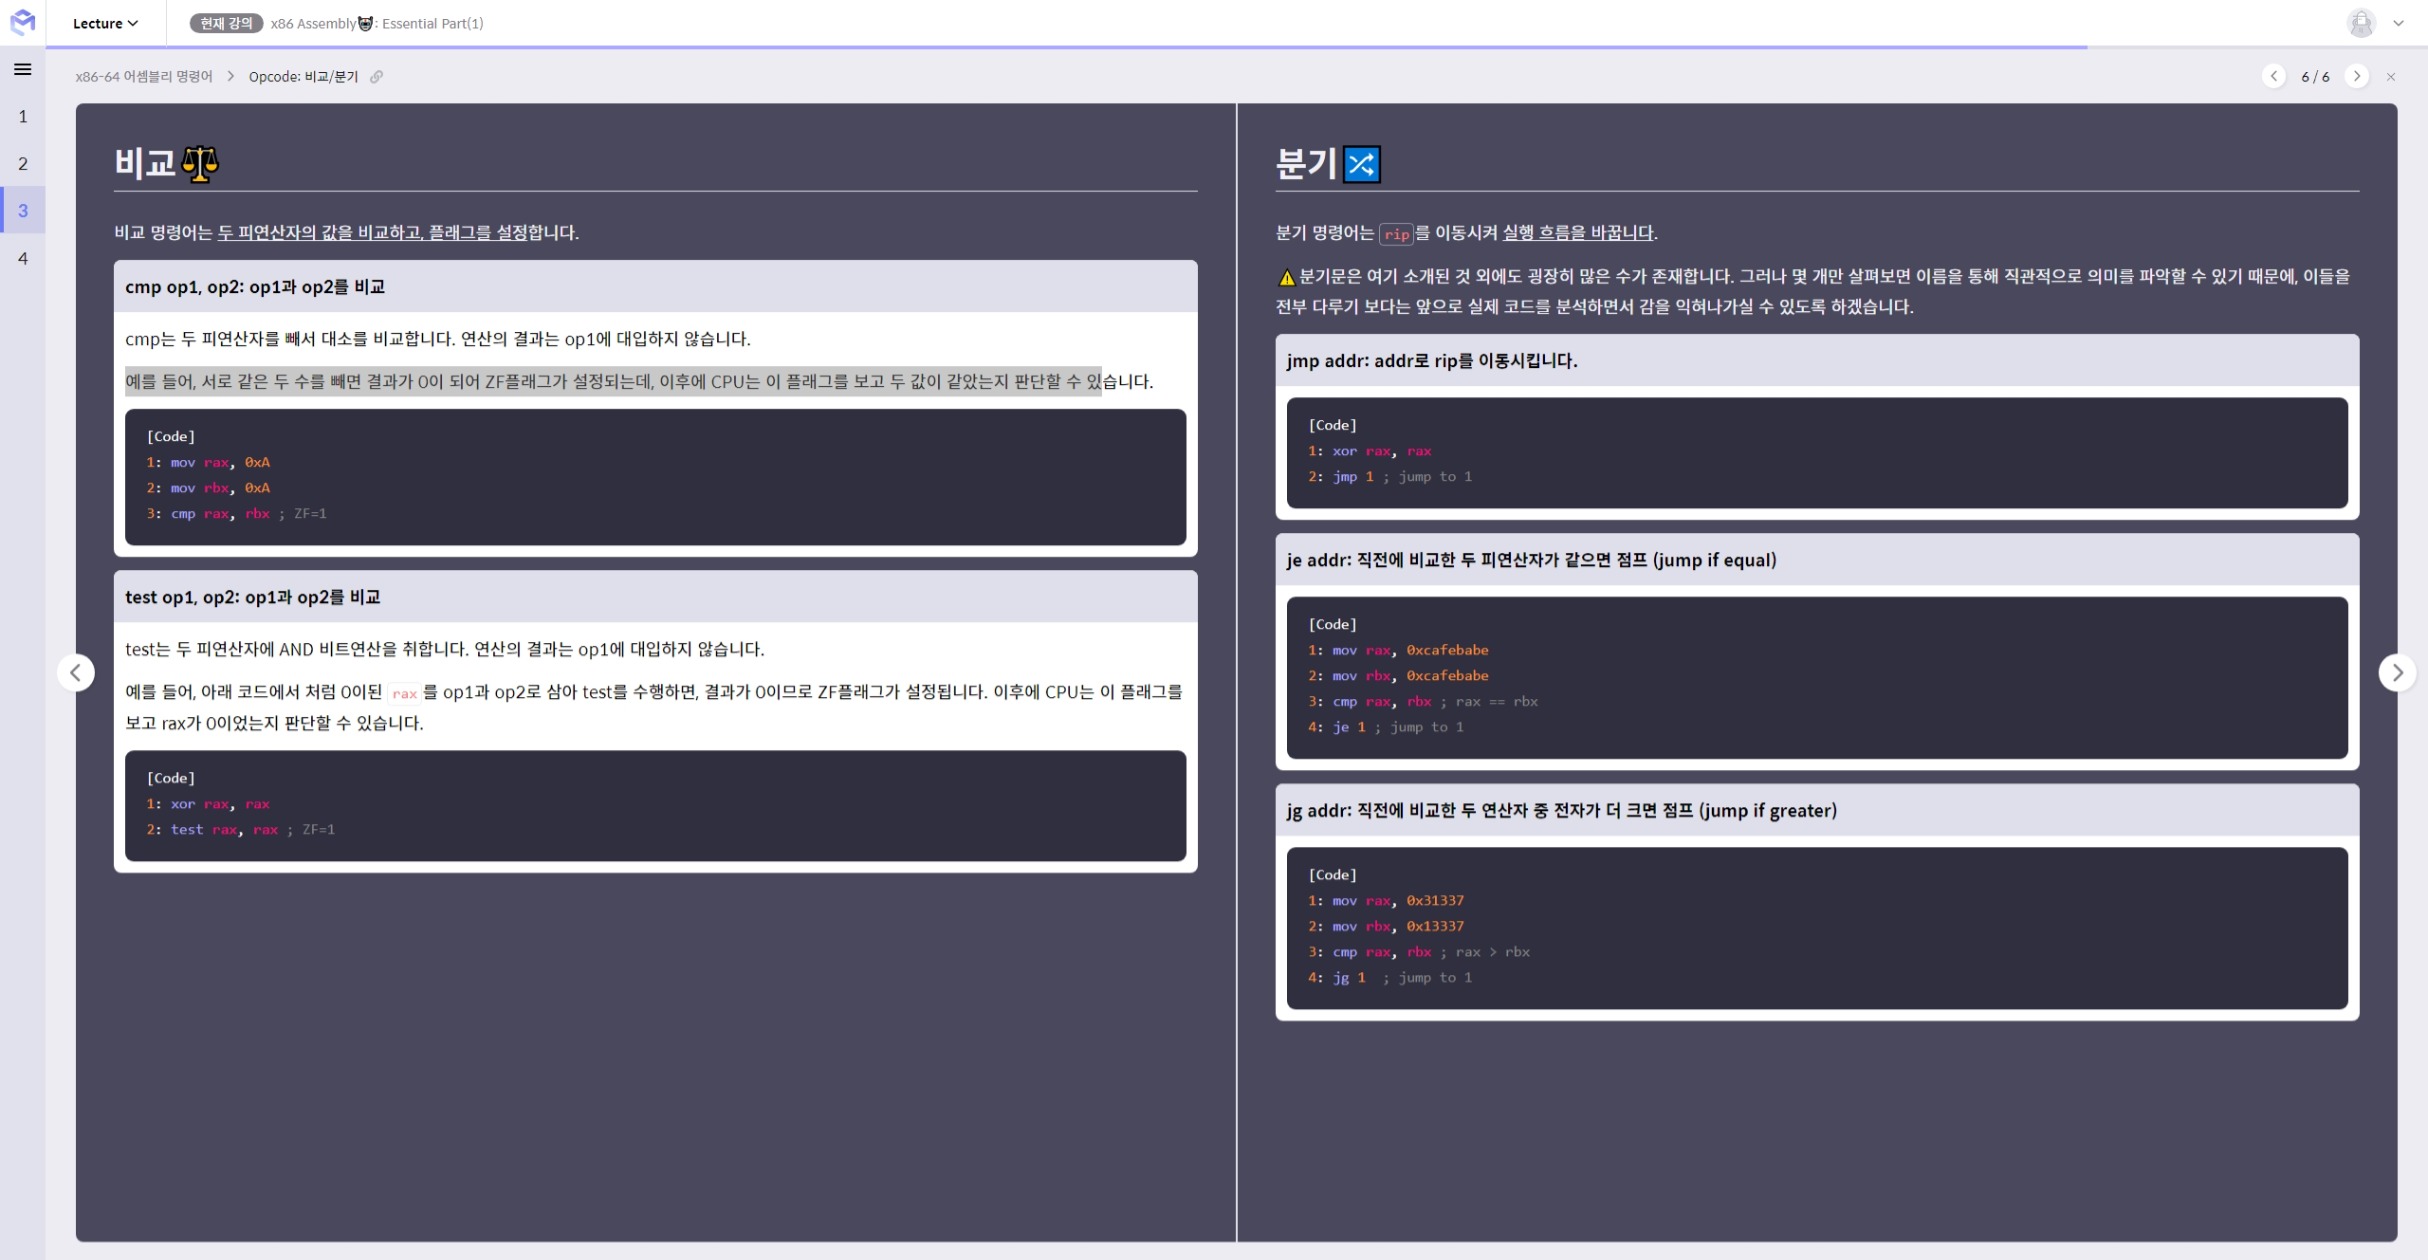 Lecture
현재 강의 x86 Assembly🐻: Essential Part(1)
x86-64 어셈블리 명령어 > Opcode: 비교/분기
6 / 6
1
2
3
4
비교⚖️
비교 명령어는 두 피연산자의 값을 비교하고, 플래그를 설정합니다.
cmp op1, op2: op1과 op2를 비교
cmp는 두 피연산자를 빼서 대소를 비교합니다. 연산의 결과는 op1에 대입하지 않습니다.
예를 들어, 서로 같은 두 수를 빼면 결과가 0이 되어 ZF플래그가 설정되는데, 이후에 CPU는 이 플래그를 보고 두 값이 같았는지 판단할 수 있습니다.
[Code]
1: mov rax, 0xA
2: mov rbx, 0xA
3: cmp rax, rbx ; ZF=1
test op1, op2: op1과 op2를 비교
test는 두 피연산자에 AND 비트연산을 취합니다. 연산의 결과는 op1에 대입하지 않습니다.
예를 들어, 아래 코드에서 처럼 0이된 rax 를 op1과 op2로 삼아 test를 수행하면, 결과가 0이므로 ZF플래그가 설정됩니다. 이후에 CPU는 이 플래그를
보고 rax가 0이었는지 판단할 수 있습니다.
[Code]
1: xor rax, rax
2: test rax, rax ; ZF=1
분기🔀
분기 명령어는 rip를 이동시켜 실행 흐름을 바꿉니다.
⚠️분기문은 여기 소개된 것 외에도 굉장히 많은 수가 존재합니다. 그러나 몇 개만 살펴보면 이름을 통해 직관적으로 의미를 파악할 수 있기 때문에, 이들을
전부 다루기 보다는 앞으로 실제 코드를 분석하면서 감을 익혀나가실 수 있도록 하겠습니다.
jmp addr: addr로 rip를 이동시킵니다.
[Code]
1: xor rax, rax
2: jmp 1 ; jump to 1
je addr: 직전에 비교한 두 피연산자가 같으면 점프 (jump if equal)
[Code]
1: mov rax, 0xcafebabe
2: mov rbx, 0xcafebabe
3: cmp rax, rbx ; rax == rbx
4: je 1 ; jump to 1
jg addr: 직전에 비교한 두 연산자 중 전자가 더 크면 점프 (jump if greater)
[Code]
1: mov rax, 0x31337
2: mov rbx, 0x13337
3: cmp rax, rbx ; rax > rbx
4: jg 1  ; jump to 1